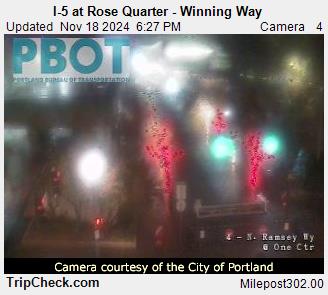 I-5 at Rose Quarter - Winning Way
Updated Nov 18 2024 6:27 PM Camera 4
PBOT
PORTLAND BUREAU OF TRANSPORTATION
4 - N. Ramsey Wy
@ One Ctr
Camera courtesy of the City of Portland
TripCheck.com Milepost302.00